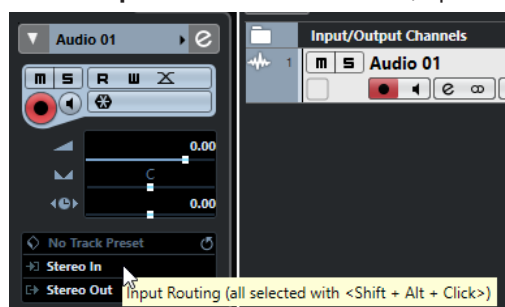 Audio 01
m S R W
0.00
C
0.00
No Track Preset
Stereo In
Stereo Out
Input/Output Channels
1 m S Audio 01
e
Input Routing (all selected with <Shift + Alt + Click>)